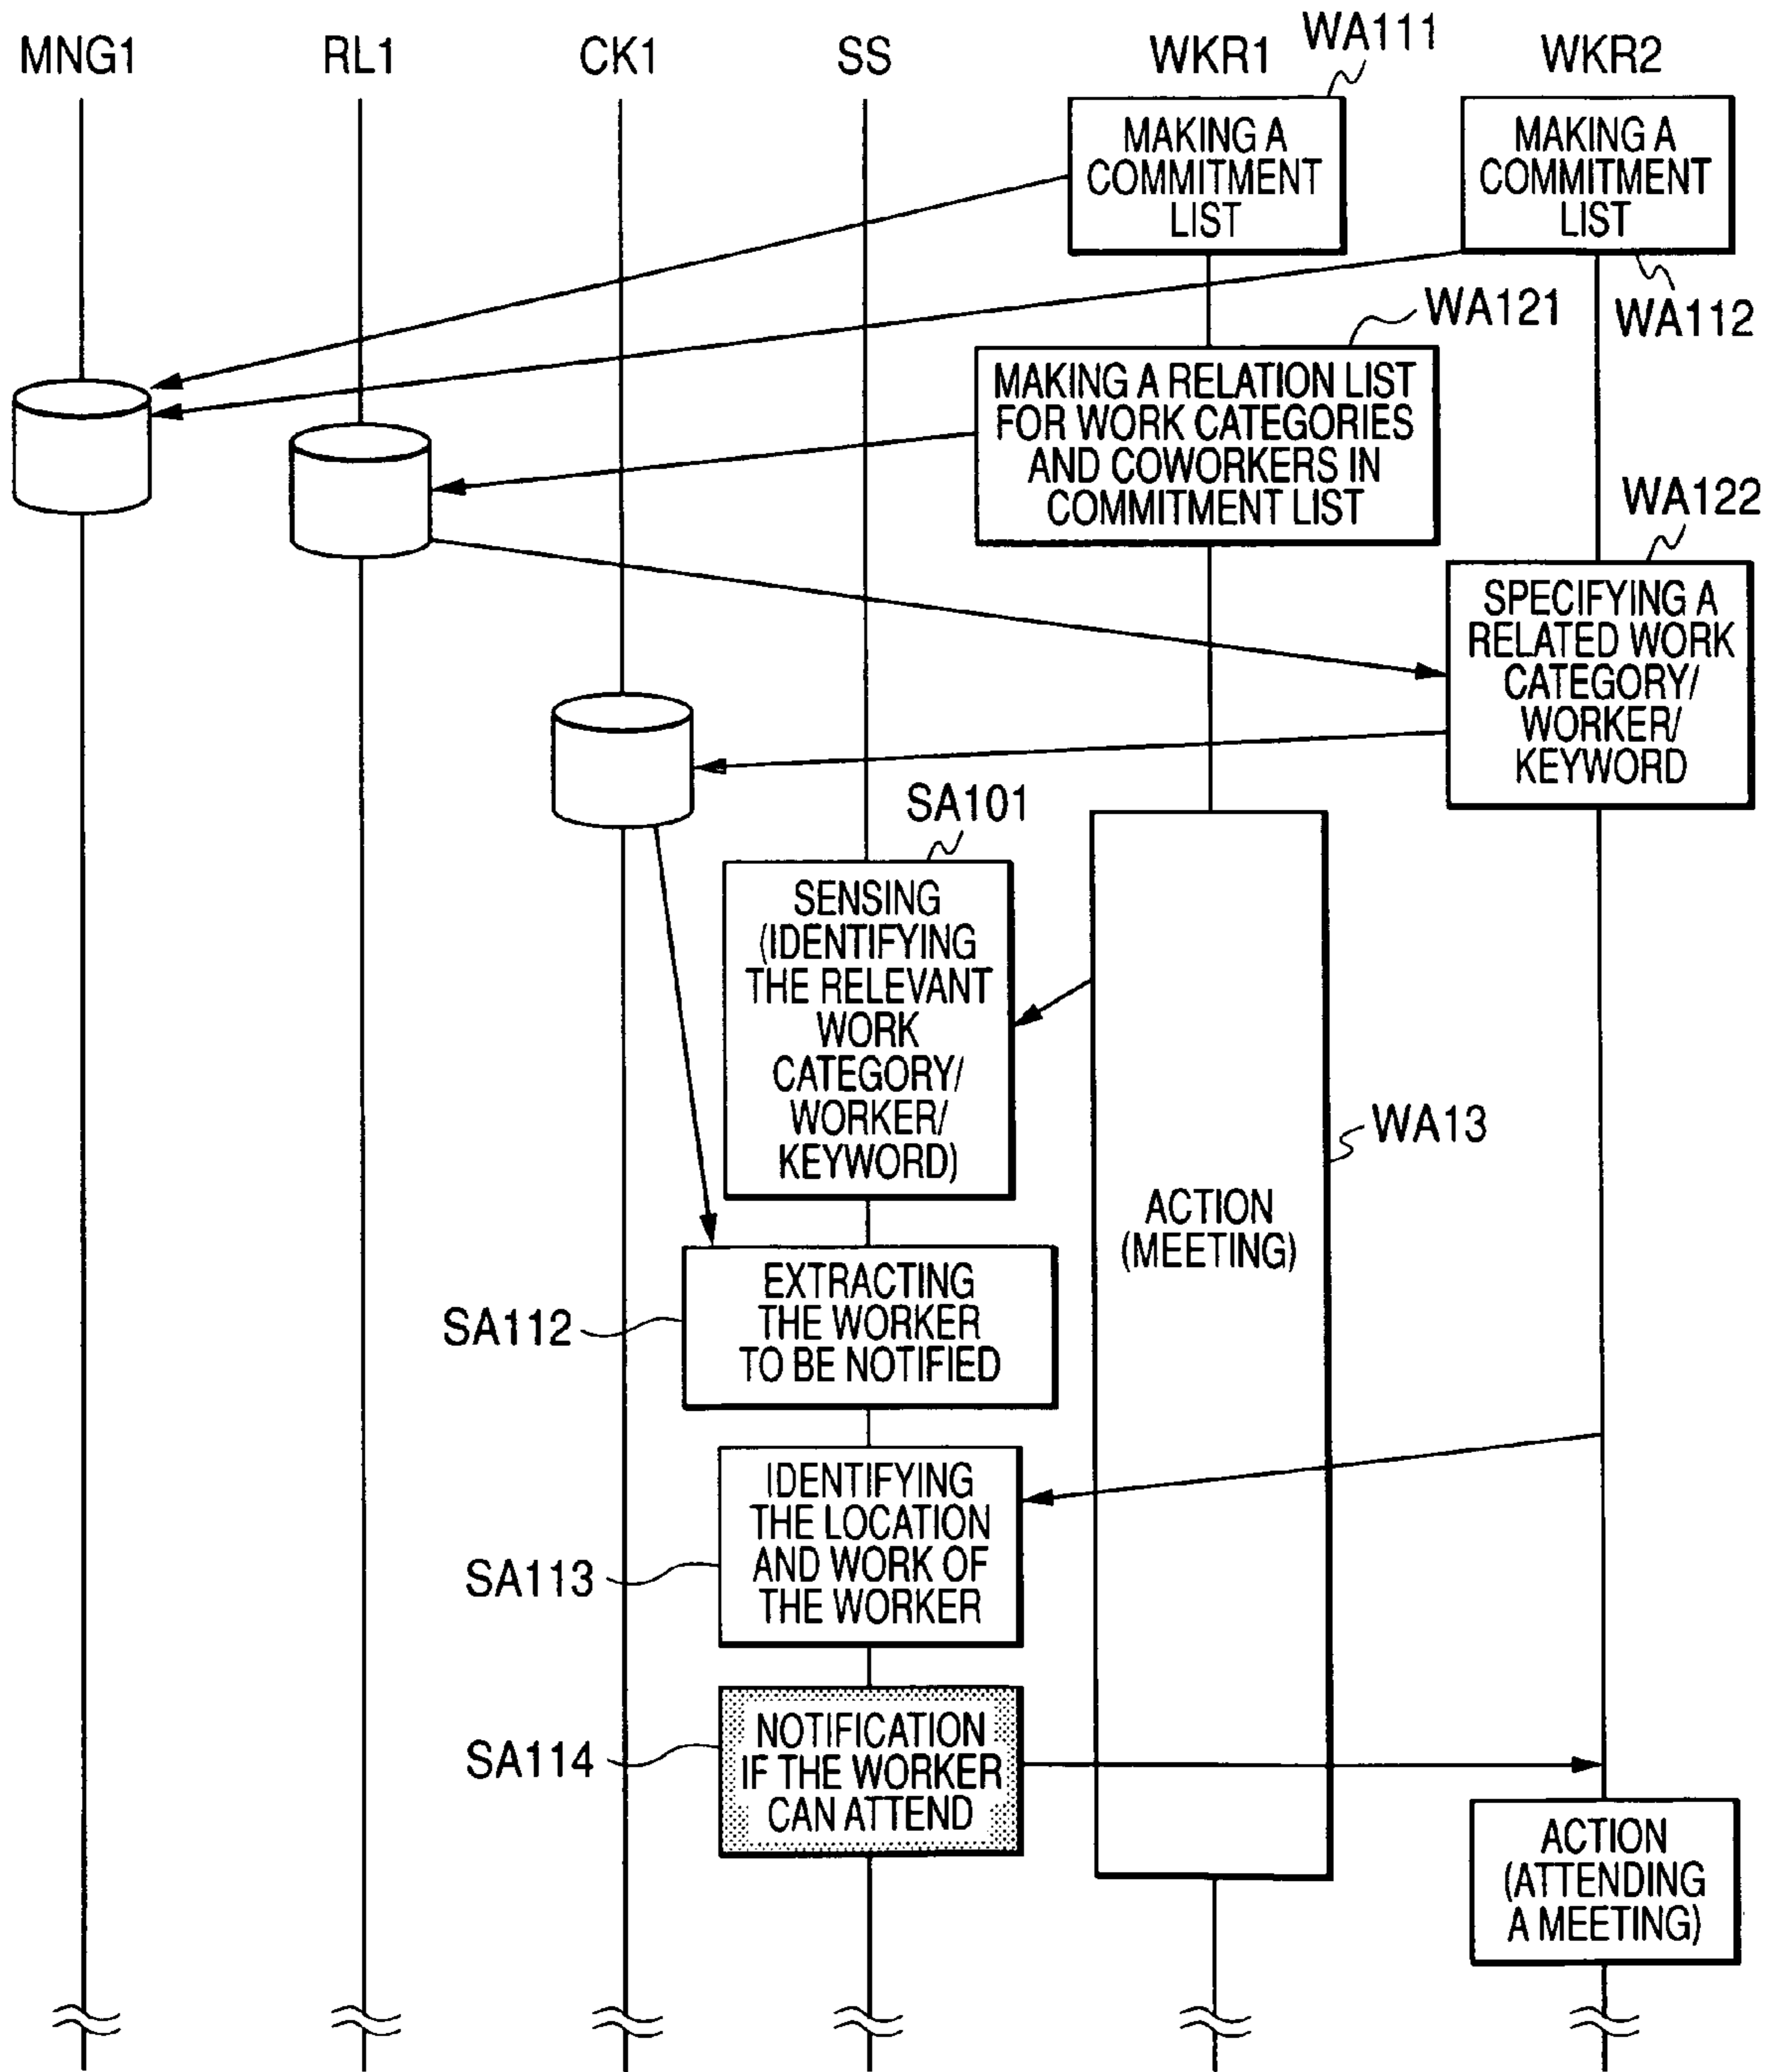 MNG1 RL1 CK1 SS WKR1 WA111 WKR2
MAKING A
COMMITMENT
LIST
MAKING A
COMMITMENT
LIST
WA112
WA121
MAKING A RELATION LIST
FOR WORK CATEGORIES
AND COWORKERS IN
COMMITMENT LIST
WA122
SPECIFYING A
RELATED WORK
CATEGORY/
WORKER/
KEYWORD
SA101
SENSING
(IDENTIFYING
THE RELEVANT
WORK
CATEGORY/
WORKER/
KEYWORD)
WA13
ACTION
(MEETING)
SA112
EXTRACTING
THE WORKER
TO BE NOTIFIED
SA113
IDENTIFYING
THE LOCATION
AND WORK OF
THE WORKER
SA114
NOTIFICATION
IF THE WORKER
CAN ATTEND
ACTION
(ATTENDING
A MEETING)